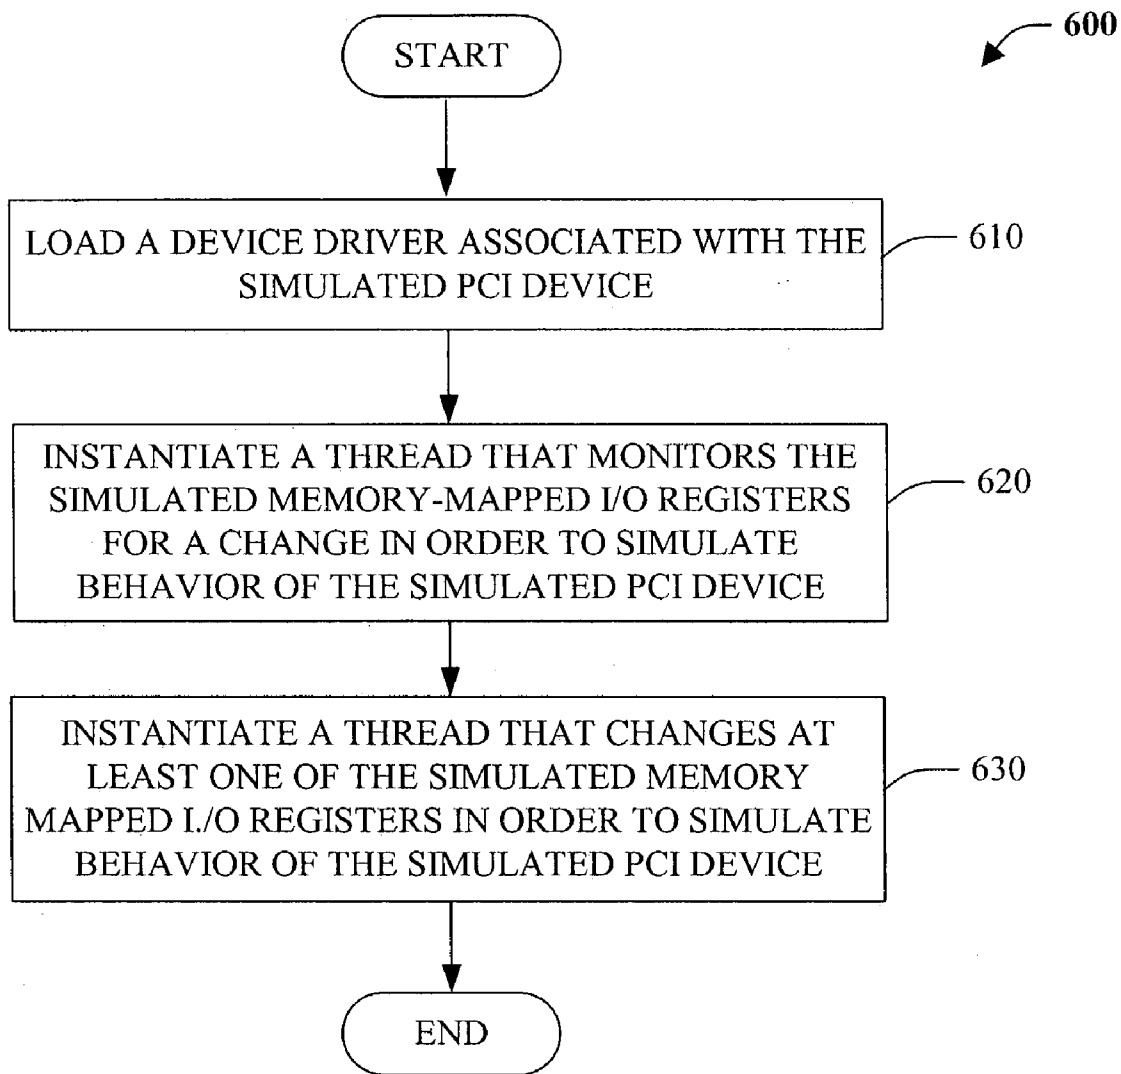 600
START
LOAD A DEVICE DRIVER ASSOCIATED WITH THE
SIMULATED PCI DEVICE
610
INSTANTIATE A THREAD THAT MONITORS THE
SIMULATED MEMORY-MAPPED I/O REGISTERS
FOR A CHANGE IN ORDER TO SIMULATE
BEHAVIOR OF THE SIMULATED PCI DEVICE
620
INSTANTIATE A THREAD THAT CHANGES AT
LEAST ONE OF THE SIMULATED MEMORY
MAPPED I./O REGISTERS IN ORDER TO SIMULATE
BEHAVIOR OF THE SIMULATED PCI DEVICE
630
END